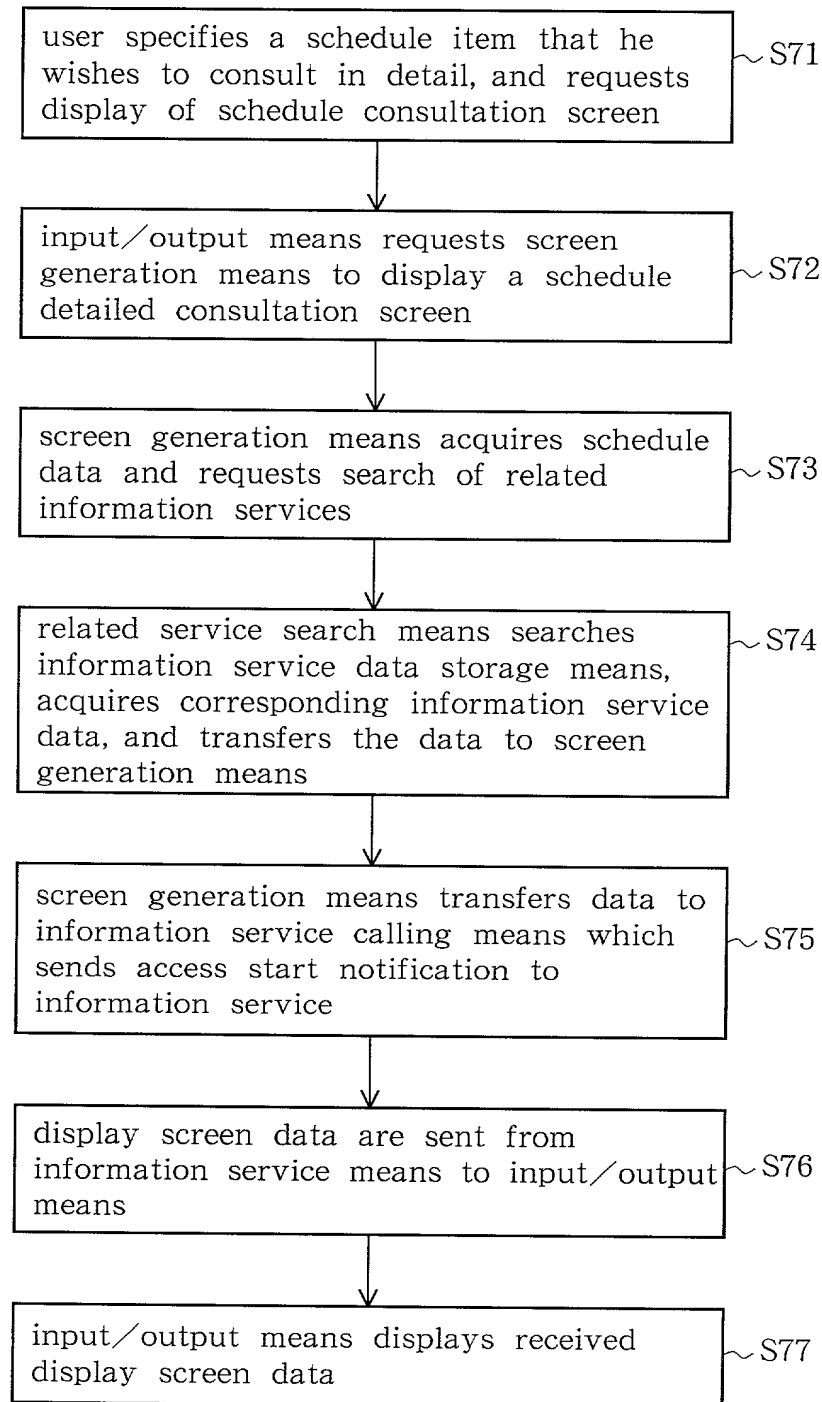 user specifies a schedule item that he
wishes to consult in detail, and requests
display of schedule consultation screen
S71
input/output means requests screen
generation means to display a schedule
detailed consultation screen
S72
screen generation means acquires schedule
data and requests search of related
information services
S73
related service search means searches
information service data storage means,
acquires corresponding information service
data, and transfers the data to screen
generation means
S74
screen generation means transfers data to
information service calling means which
sends access start notification to
information service
S75
display screen data are sent from
information service means to input/output
means
S76
input/output means displays received
display screen data
S77